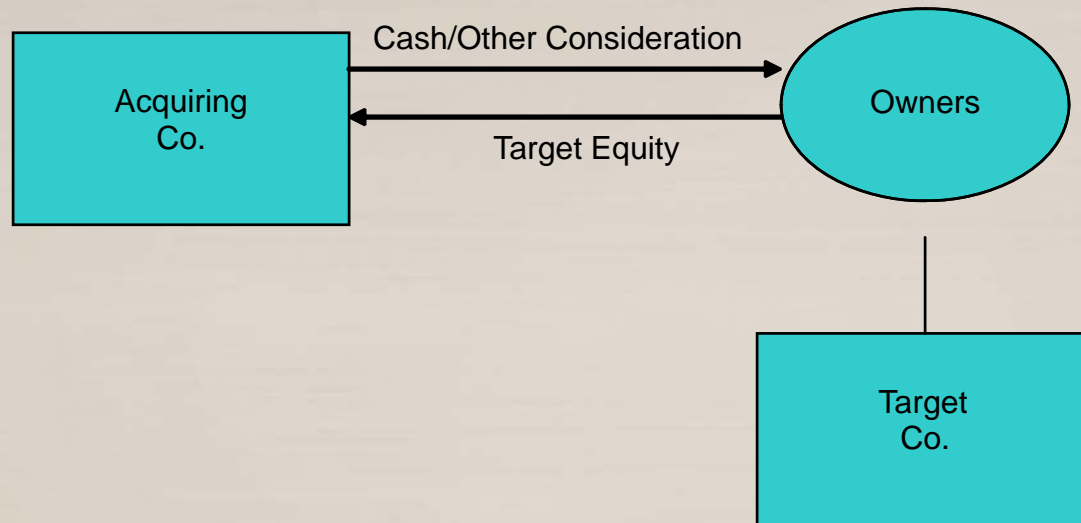 Cash/Other Consideration
Acquiring
Co.
Owners
Target Equity
Target
Co.